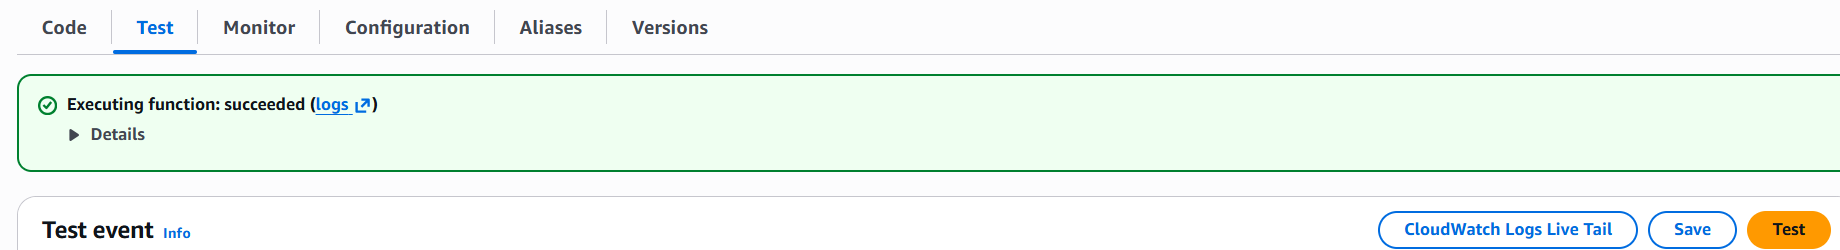 Code Test Monitor Configuration Aliases Versions
Executing function: succeeded (logs)
Details
Test event Info CloudWatch Logs Live Tail Save Test